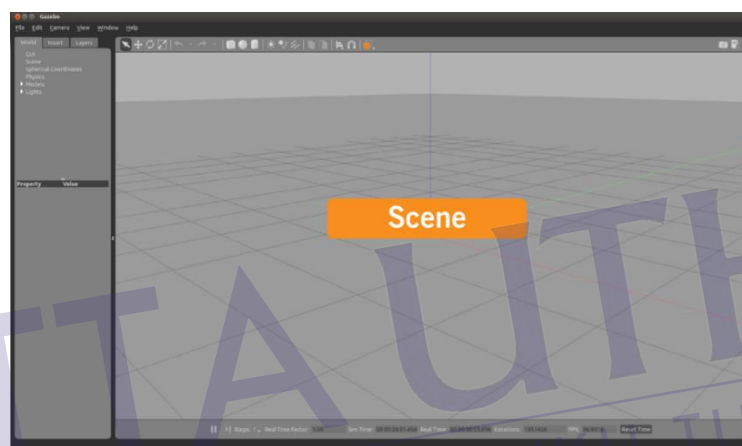 Gazebo
File Edit Camera View Window Help
World Insert Layers
GUI
Scene
Spherical Coordinates
Physics
Models
Lights
Property Value
Scene
Steps: 1 Real Time Factor: Sim Time: Real Time: Iterations: FPS: Reset Time